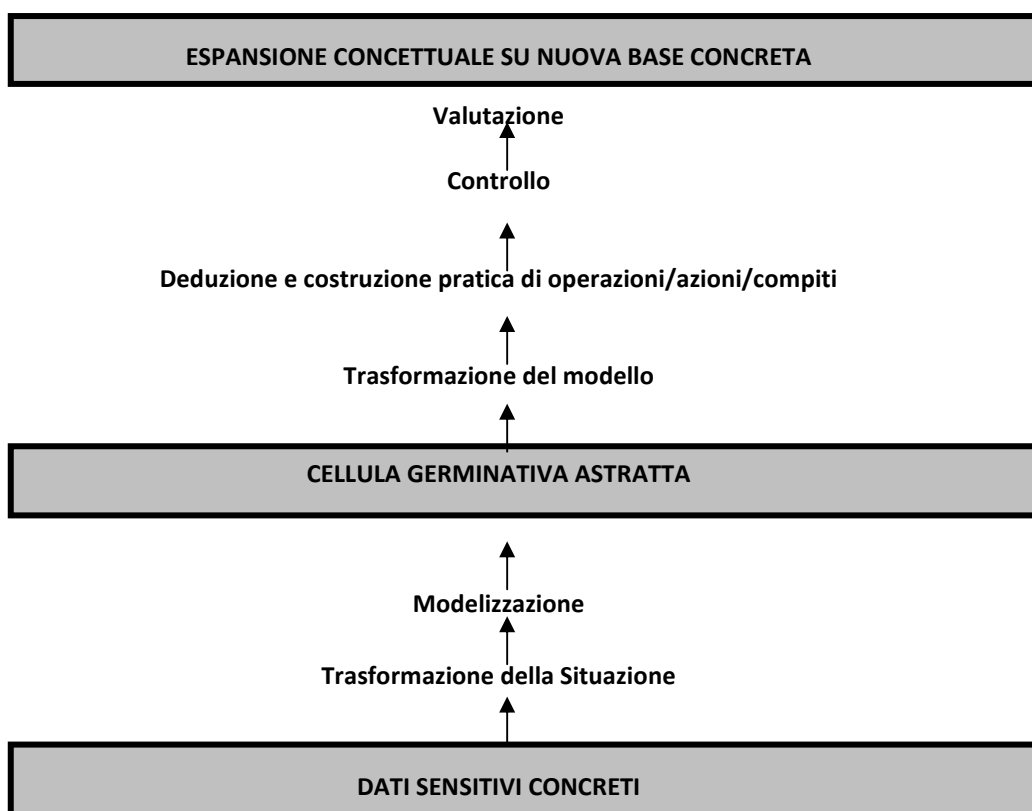 ESPANSIONE CONCETTUALE SU NUOVA BASE CONCRETA
Valutazione
Controllo
Deduzione e costruzione pratica di operazioni/azioni/compiti
Trasformazione del modello
CELLULA GERMINATIVA ASTRATTA
Modelizzazione
Trasformazione della Situazione
DATI SENSITIVI CONCRETI